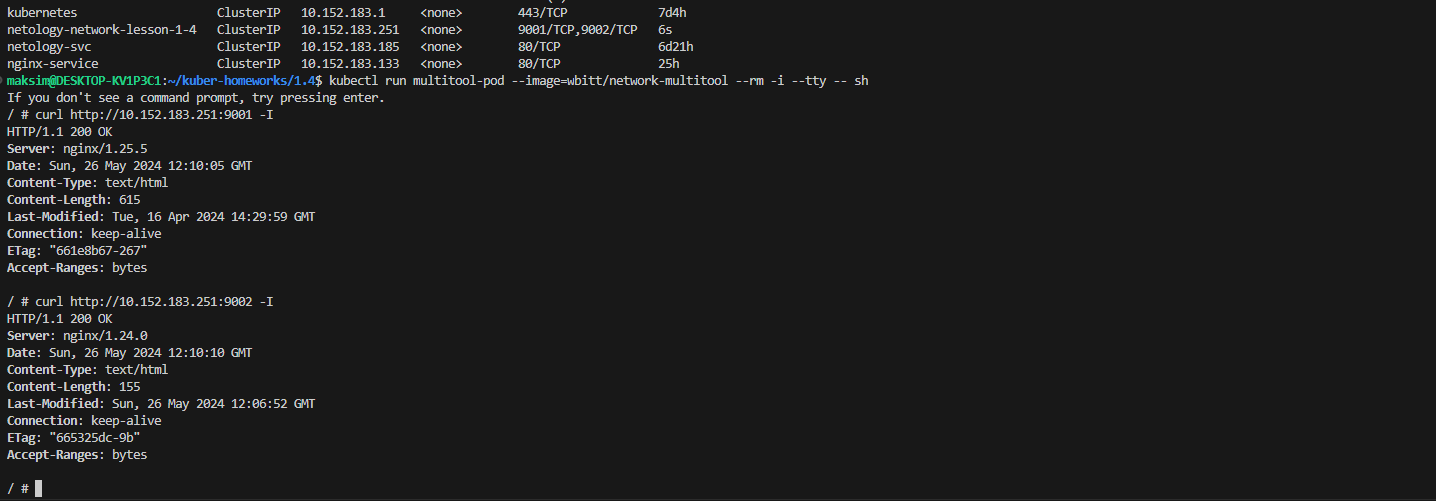 kubernetes ClusterIP 10.152.183.1 <none> 443/TCP 7d4h
netology-network-lesson-1-4 ClusterIP 10.152.183.251 <none> 9001/TCP,9002/TCP 6s
netology-svc ClusterIP 10.152.183.185 <none> 80/TCP 6d21h
nginx-service ClusterIP 10.152.183.133 <none> 80/TCP 25h
maksim@DESKTOP-KV1P3C1:~/kuber-homeworks/1.4$ kubectl run multitool-pod --image=wbitt/network-multitool --rm -i --tty -- sh
If you don't see a command prompt, try pressing enter.
/ # curl http://10.152.183.251:9001 -I
HTTP/1.1 200 OK
Server: nginx/1.25.5
Date: Sun, 26 May 2024 12:10:05 GMT
Content-Type: text/html
Content-Length: 615
Last-Modified: Tue, 16 Apr 2024 14:29:59 GMT
Connection: keep-alive
ETag: "661e8b67-267"
Accept-Ranges: bytes
/ # curl http://10.152.183.251:9002 -I
HTTP/1.1 200 OK
Server: nginx/1.24.0
Date: Sun, 26 May 2024 12:10:10 GMT
Content-Type: text/html
Content-Length: 155
Last-Modified: Sun, 26 May 2024 12:06:52 GMT
Connection: keep-alive
ETag: "665325dc-9b"
Accept-Ranges: bytes
/ #